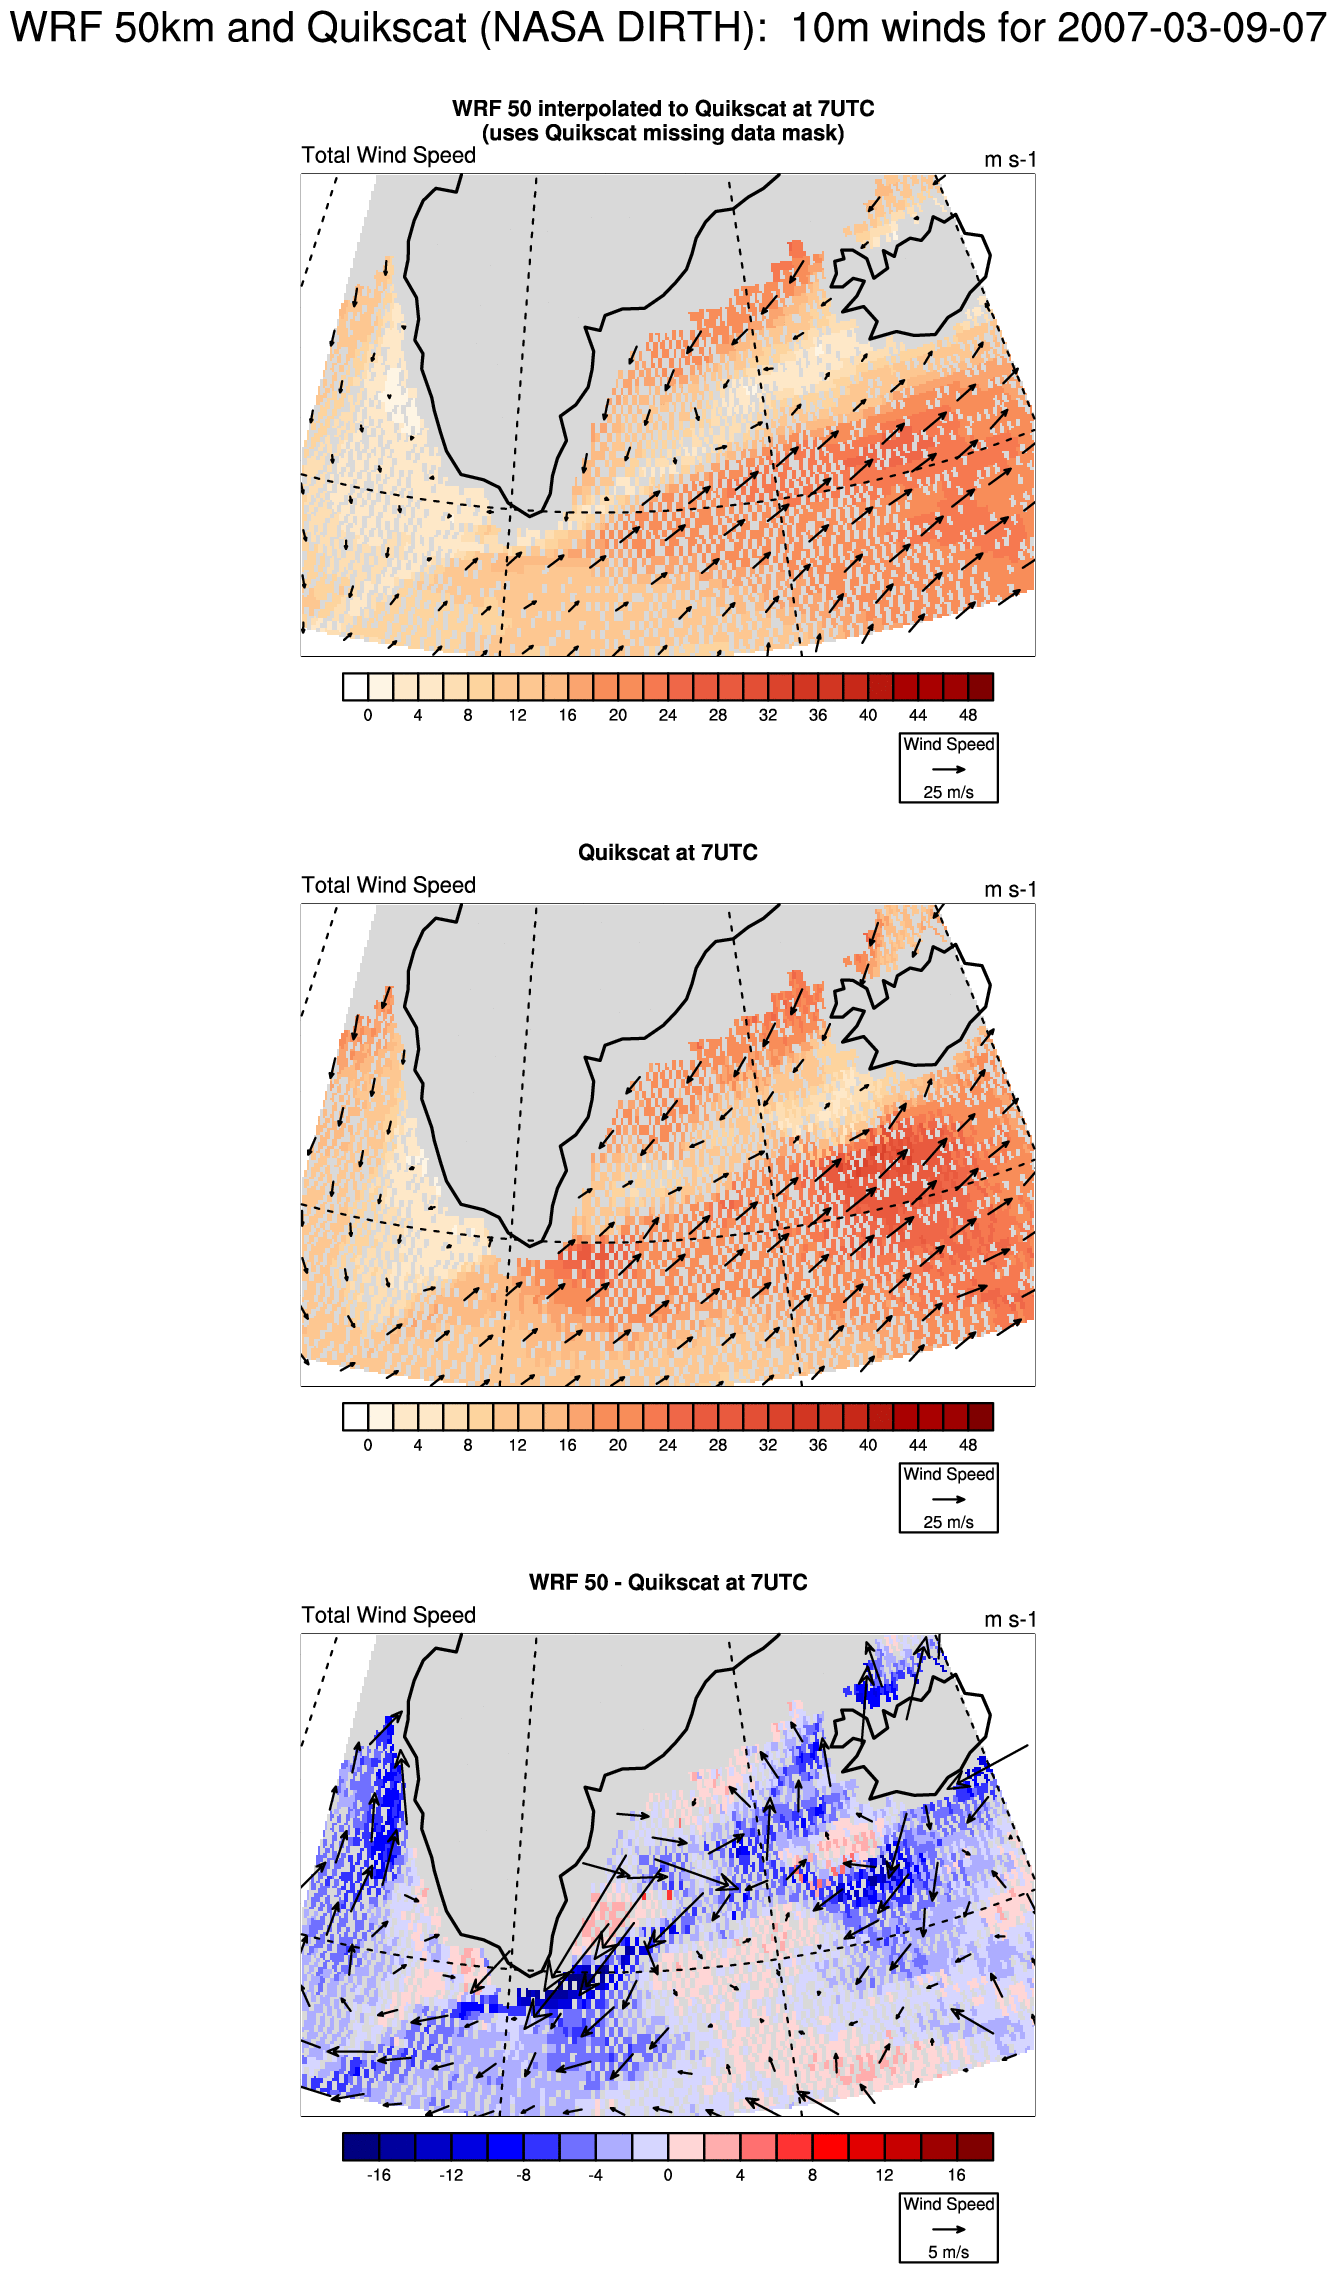 WRF 50km and Quikscat (NASA DIRTH):  10m winds for 2007-03-09-07
WRF 50 interpolated to Quikscat at 7UTC
(uses Quikscat missing data mask)
Total Wind Speed m s-1
0 4 8 12 16 20 24 28 32 36 40 44 48
Wind Speed
25 m/s
Quikscat at 7UTC
Total Wind Speed m s-1
0 4 8 12 16 20 24 28 32 36 40 44 48
Wind Speed
25 m/s
WRF 50 - Quikscat at 7UTC
Total Wind Speed m s-1
-16 -12 -8 -4 0 4 8 12 16
Wind Speed
5 m/s